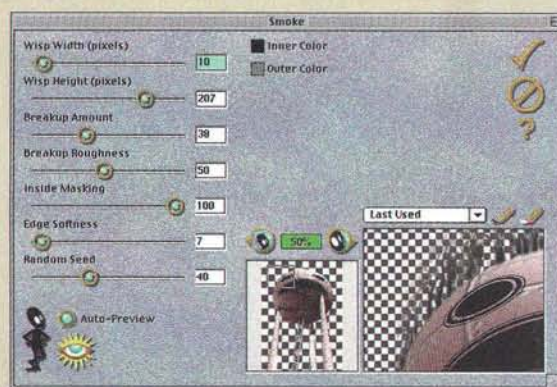 Smoke
Wisp Width (pixels)
10
Wisp Height (pixels)
207
Breakup Amount
38
Breakup Roughness
50
Inside Masking
100
Edge Softness
7
Random Seed
40
Auto-Preview
Inner Color
Outer Color
?
50%
Last Used